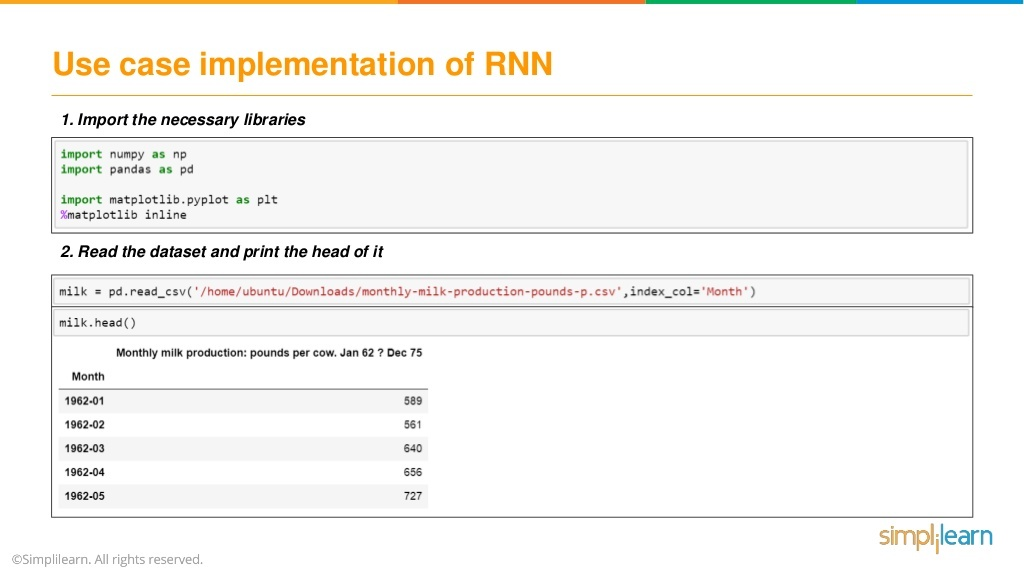 Use case implementation of RNN
1. Import the necessary libraries
import numpy as np
import pandas as pd
import matplotlib.pyplot as plt
%matplotlib inline
2. Read the dataset and print the head of it
milk = pd.read_csv('/home/ubuntu/Downloads/monthly-milk-production-pounds-p.csv',index_col='Month')
milk.head()
Monthly milk production: pounds per cow. Jan 62 ? Dec 75
Month
1962-01 589
1962-02 561
1962-03 640
1962-04 656
1962-05 727
simplilearn
©Simplilearn. All rights reserved.